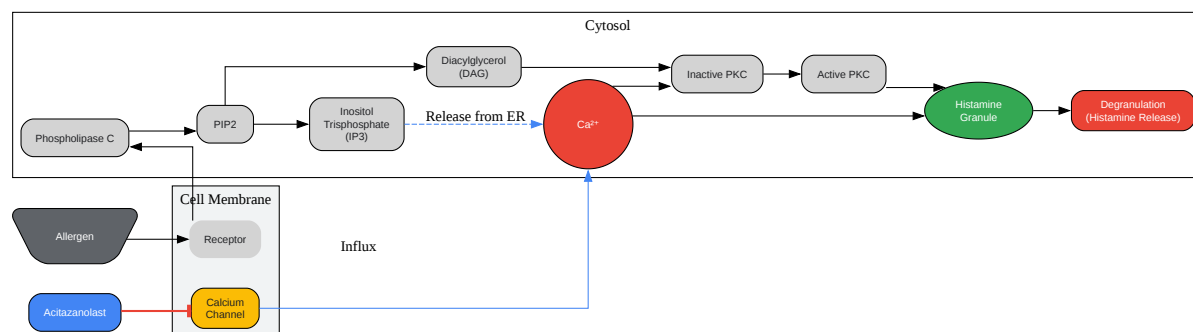 Cytosol
Diacylglycerol
(DAG)
Inactive PKC
Active PKC
Phospholipase C
PIP2
Inositol
Trisphosphate
(IP3)
Release from ER
Ca²⁺
Histamine
Granule
Degranulation
(Histamine Release)
Cell Membrane
Allergen
Receptor
Influx
Acitazanolast
Calcium
Channel